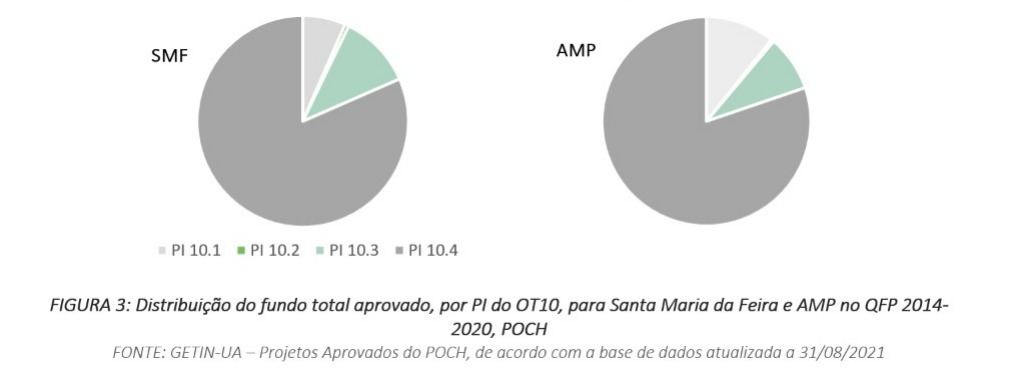 SMF
AMP
PI 10.1 PI 10.2 PI 10.3 PI 10.4
FIGURA 3: Distribuição do fundo total aprovado, por PI do OT10, para Santa Maria da Feira e AMP no QFP 2014-
2020, POCH
FONTE: GETIN-UA – Projetos Aprovados do POCH, de acordo com a base de dados atualizada a 31/08/2021